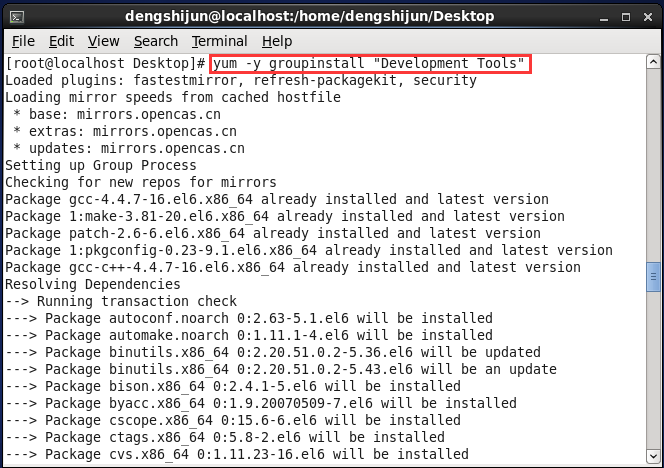 dengshijun@localhost:/home/dengshijun/Desktop
File Edit View Search Terminal Help
[root@localhost Desktop]# yum -y groupinstall "Development Tools"
Loaded plugins: fastestmirror, refresh-packagekit, security
Loading mirror speeds from cached hostfile
 * base: mirrors.opencas.cn
 * extras: mirrors.opencas.cn
 * updates: mirrors.opencas.cn
Setting up Group Process
Checking for new repos for mirrors
Package gcc-4.4.7-16.el6.x86_64 already installed and latest version
Package 1:make-3.81-20.el6.x86_64 already installed and latest version
Package patch-2.6-6.el6.x86_64 already installed and latest version
Package 1:pkgconfig-0.23-9.1.el6.x86_64 already installed and latest version
Package gcc-c++-4.4.7-16.el6.x86_64 already installed and latest version
Resolving Dependencies
--> Running transaction check
---> Package autoconf.noarch 0:2.63-5.1.el6 will be installed
---> Package automake.noarch 0:1.11.1-4.el6 will be installed
---> Package binutils.x86_64 0:2.20.51.0.2-5.36.el6 will be updated
---> Package binutils.x86_64 0:2.20.51.0.2-5.43.el6 will be an update
---> Package bison.x86_64 0:2.4.1-5.el6 will be installed
---> Package byacc.x86_64 0:1.9.20070509-7.el6 will be installed
---> Package cscope.x86_64 0:15.6-6.el6 will be installed
---> Package ctags.x86_64 0:5.8-2.el6 will be installed
---> Package cvs.x86_64 0:1.11.23-16.el6 will be installed